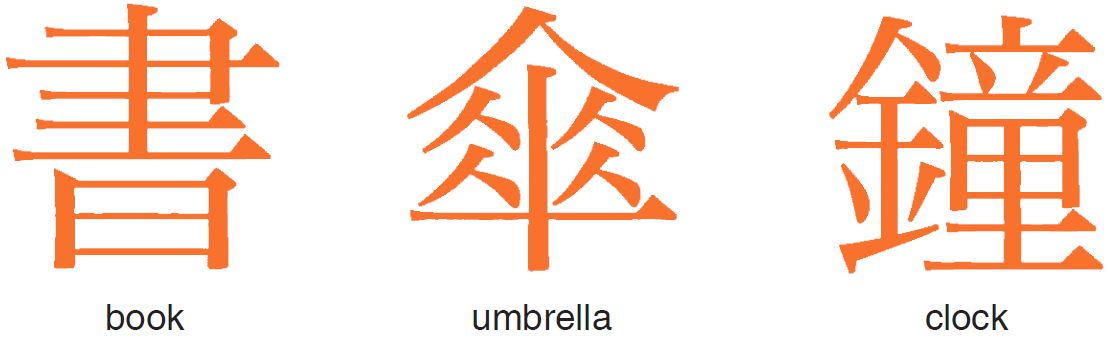 書 傘 鐘
book umbrella clock